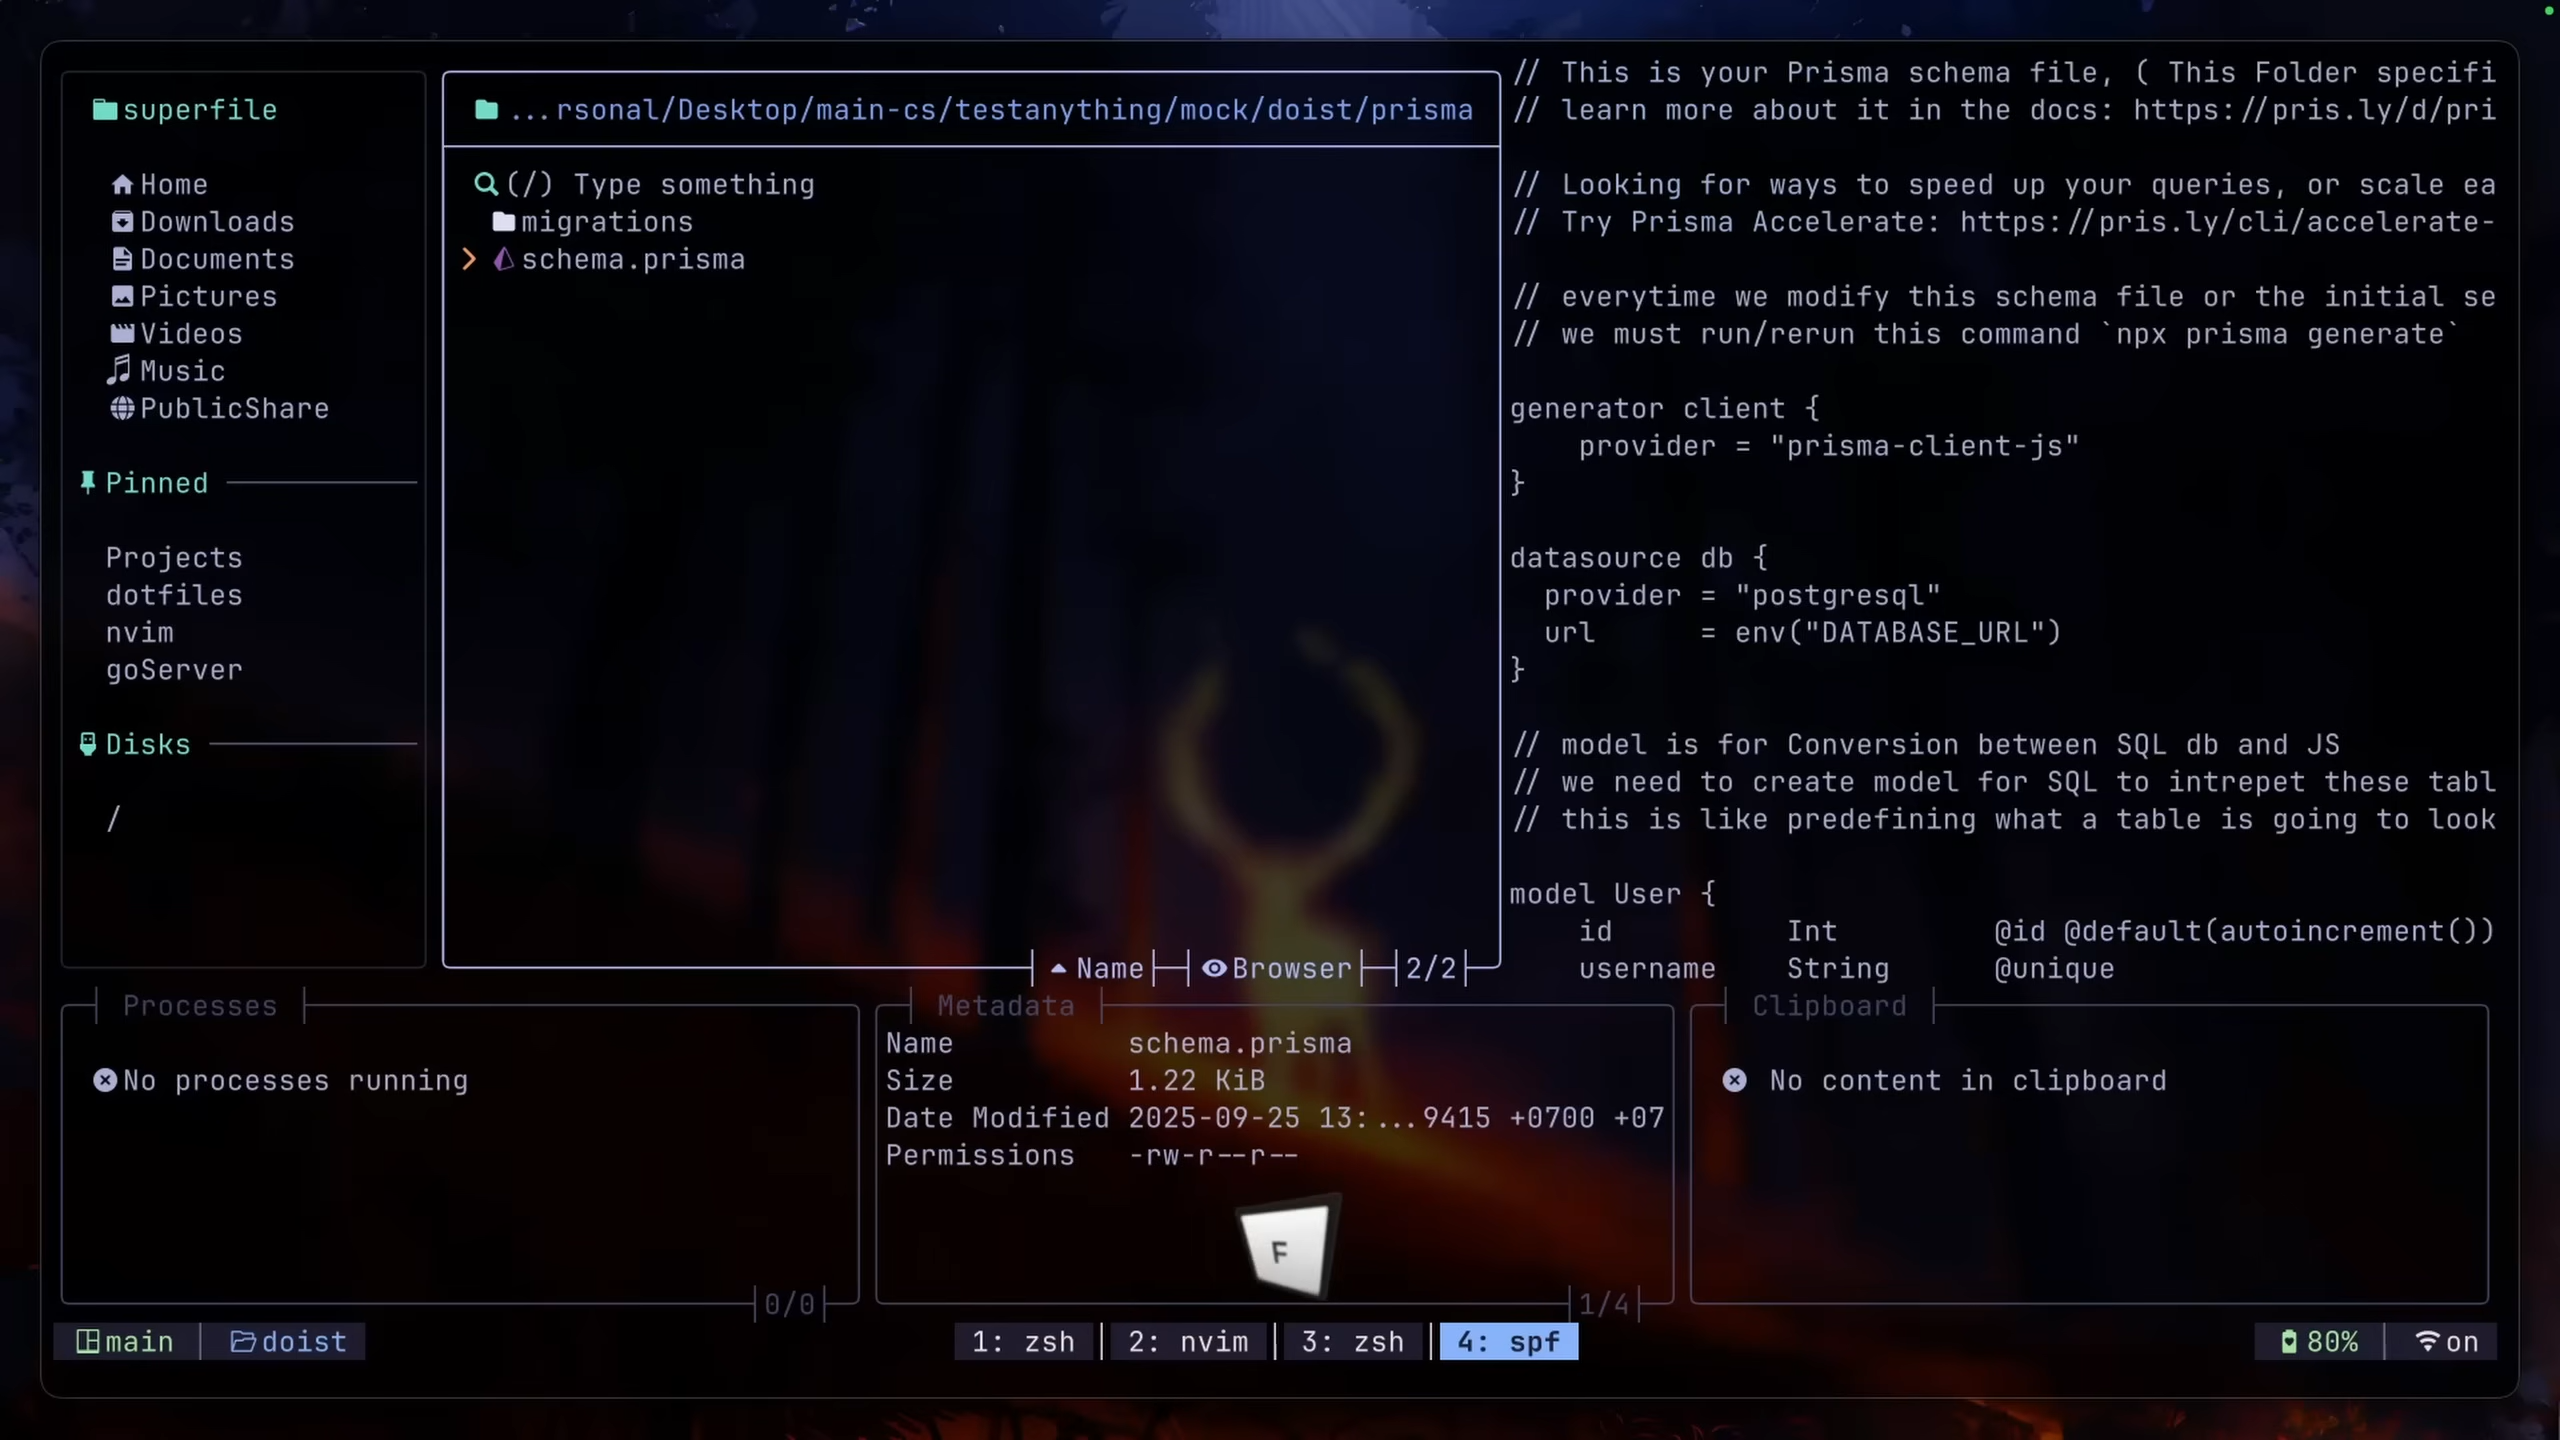 superfile
Home
Downloads
Documents
Pictures
Videos
Music
PublicShare
Pinned
Projects
dotfiles
nvim
goServer
Disks
/
...rsonal/Desktop/main-cs/testanything/mock/doist/prisma
(/) Type something
migrations
schema.prisma
Name
Browser
2/2
// This is your Prisma schema file, ( This Folder specifi
// learn more about it in the docs: https://pris.ly/d/pri
// Looking for ways to speed up your queries, or scale ea
// Try Prisma Accelerate: https://pris.ly/cli/accelerate-
// everytime we modify this schema file or the initial se
// we must run/rerun this command `npx prisma generate`
generator client {
    provider = "prisma-client-js"
}
datasource db {
  provider = "postgresql"
  url      = env("DATABASE_URL")
}
// model is for Conversion between SQL db and JS
// we need to create model for SQL to intrepet these tabl
// this is like predefining what a table is going to look
model User {
    id          Int         @id @default(autoincrement())
    username    String      @unique
Processes
No processes running
0/0
Metadata
Name schema.prisma
Size 1.22 KiB
Date Modified 2025-09-25 13:...9415 +0700 +07
Permissions -rw-r--r--
1/4
Clipboard
No content in clipboard
F
main
doist
1: zsh
2: nvim
3: zsh
4: spf
80%
on